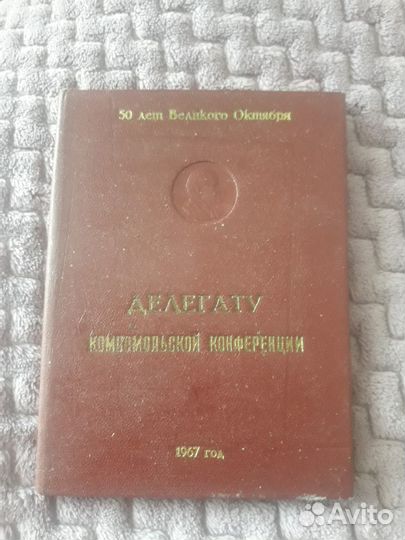 50 лет Великого Октября
ДЕЛЕГАТУ
КОМСОМОЛЬСКОЙ КОНФЕРЕНЦИИ
1967 год
Avito